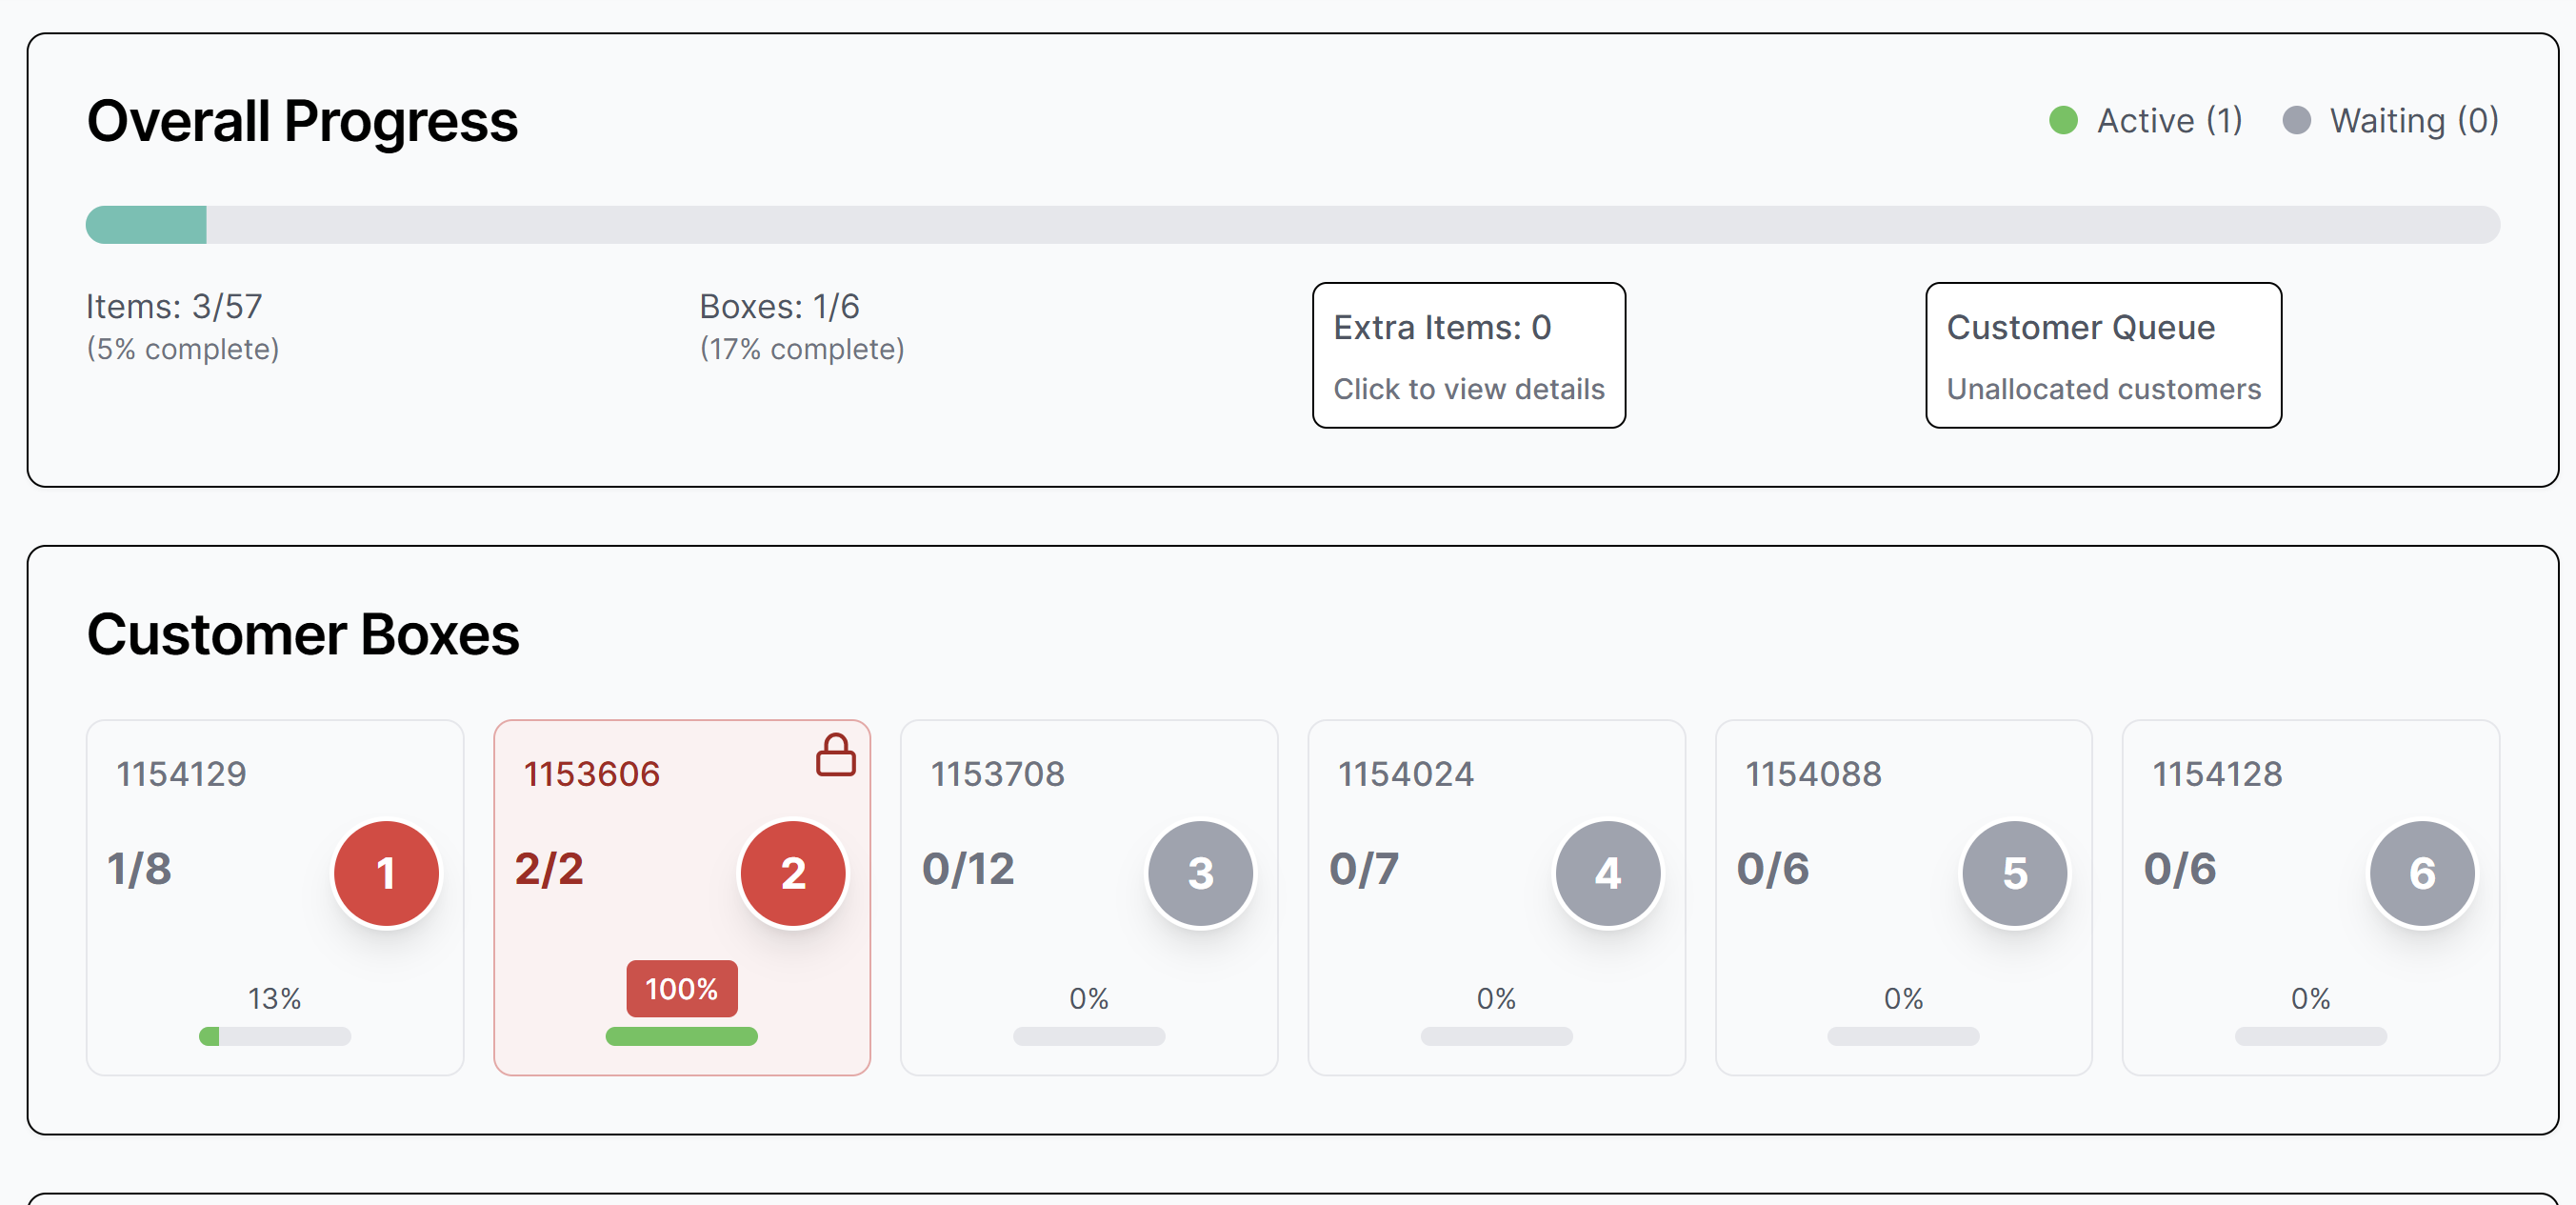 Overall Progress
Active (1)
Waiting (0)
Items: 3/57
(5% complete)
Boxes: 1/6
(17% complete)
Extra Items: 0
Click to view details
Customer Queue
Unallocated customers
Customer Boxes
1154129
1/8
1
13%
1153606
2/2
2
100%
1153708
0/12
3
0%
1154024
0/7
4
0%
1154088
0/6
5
0%
1154128
0/6
6
0%